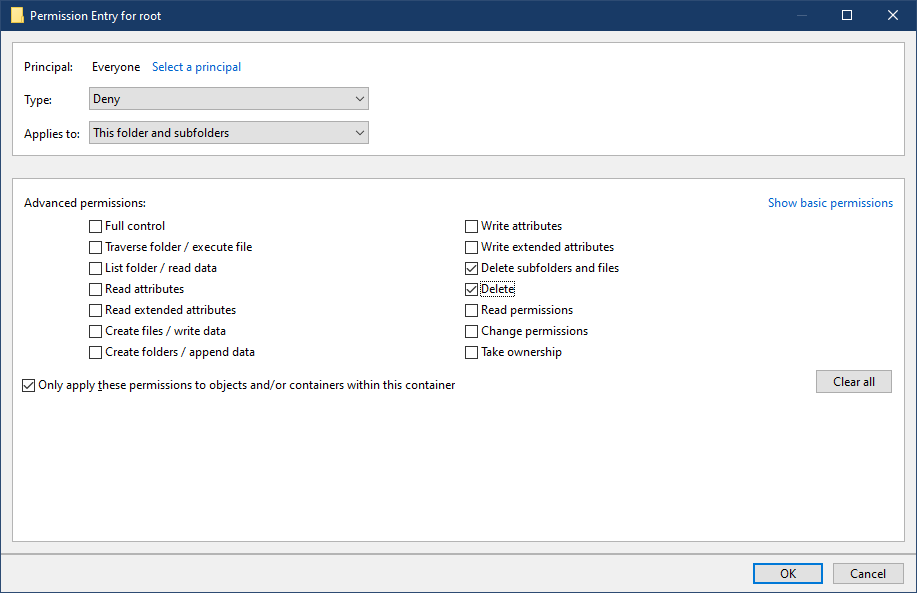 Permission Entry for root
Principal: Everyone Select a principal
Type: Deny
Applies to: This folder and subfolders
Advanced permissions: Show basic permissions
Full control Write attributes
Traverse folder / execute file Write extended attributes
List folder / read data Delete subfolders and files
Read attributes Delete
Read extended attributes Read permissions
Create files / write data Change permissions
Create folders / append data Take ownership
Only apply these permissions to objects and/or containers within this container Clear all
OK Cancel